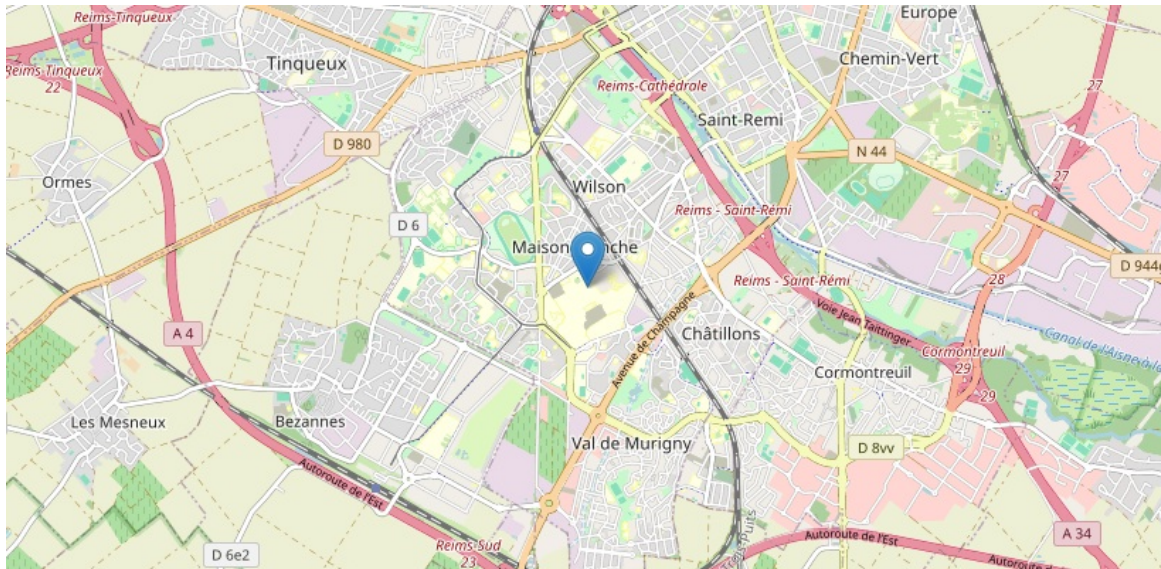 Europe
Reims-Tinqueux
Tinqueux
Chemin-Vert
Reims-Tinqueux
22
Reims-Cathédrale
27
Saint-Remi
D 980
N 44
Ormes
27
Wilson
Reims - Saint-Rémi
D 6
D 944
28
Reims - Saint-Rémi
Voie Jean Taittinger
A 4
Avenue de Champagne
Châtillons
Canal de l'Aisne à la
Cormontreuil
29
Cormontreuil
29
Les Mesneux
Bezannes
Val de Murigny
D 8vv
Autoroute de l'Est
A 34
Autoroute de l'Est
D 6e2
Reims-Sud
23
Trois-Puits
Autoroute de